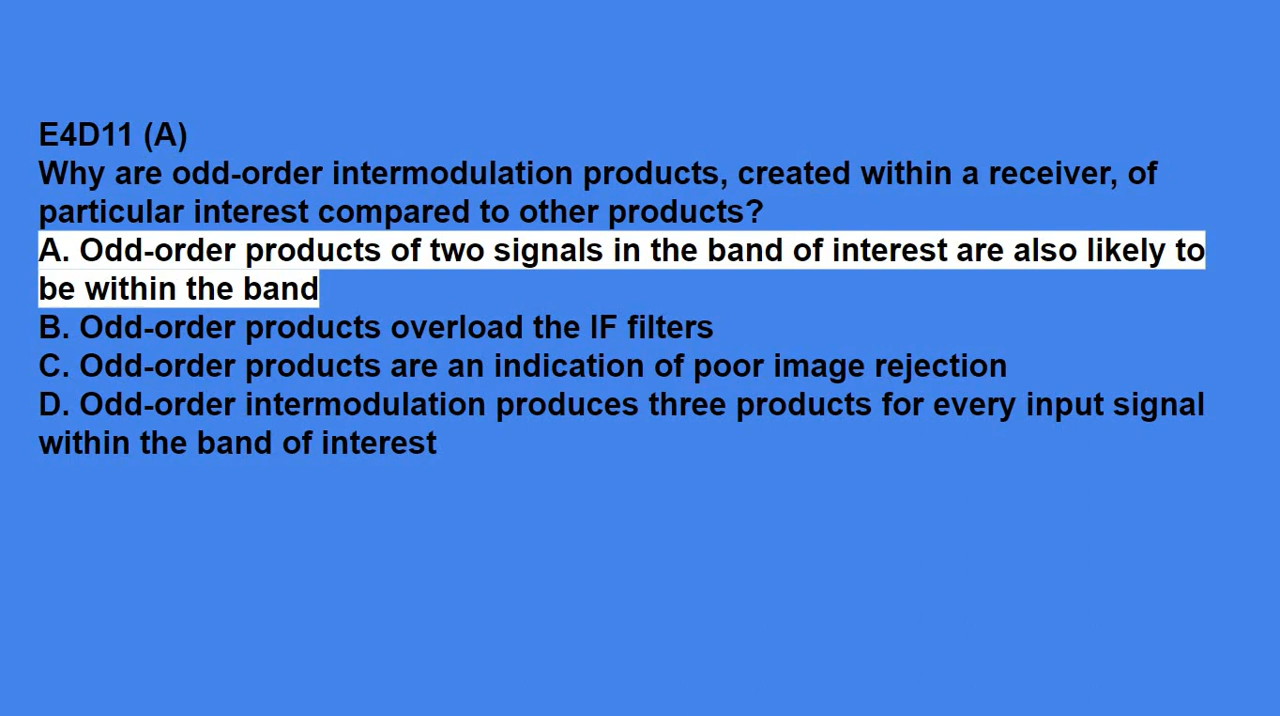 E4D11 (A)
Why are odd-order intermodulation products, created within a receiver, of
particular interest compared to other products?
A. Odd-order products of two signals in the band of interest are also likely to
be within the band
B. Odd-order products overload the IF filters
C. Odd-order products are an indication of poor image rejection
D. Odd-order intermodulation produces three products for every input signal
within the band of interest